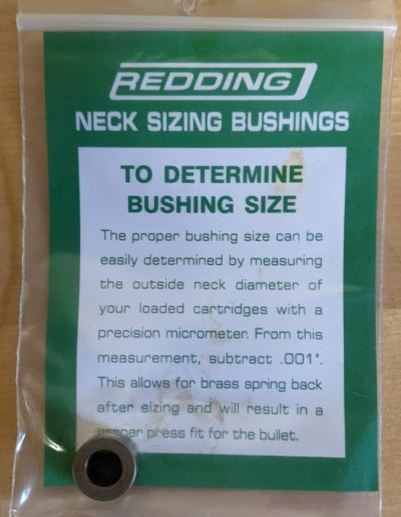 REDDING
NECK SIZING BUSHINGS
TO DETERMINE
BUSHING SIZE
The proper bushing size can be
easily determined by measuring
the outside neck diameter of
your loaded cartridges with a
precision micrometer. From this
measurement, subtract .001".
This allows for brass spring back
after sizing and will result in a
proper press fit for the bullet.